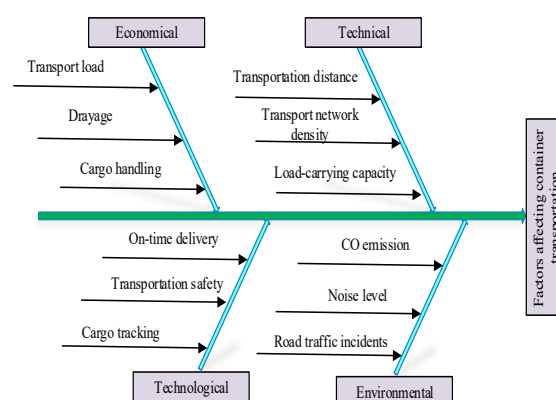 Economical
Technical
Transport load
Drayage
Cargo handling
Transportation distance
Transport network
density
Load-carrying capacity
Factors affecting container
transportation
On-time delivery
Transportation safety
Cargo tracking
CO emission
Noise level
Road traffic incidents
Technological
Environmental